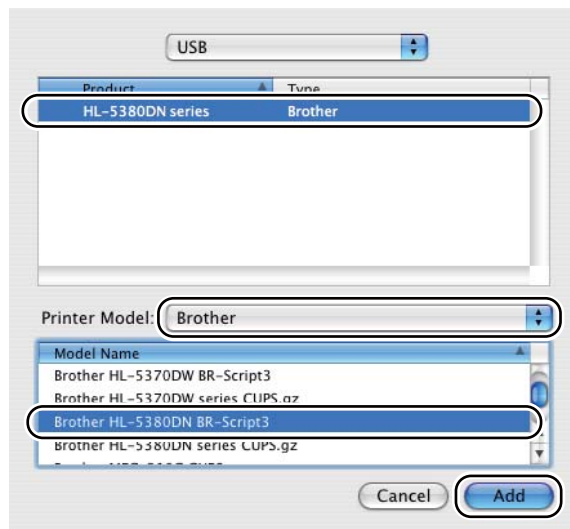 USB
Product Type
HL-5380DN series Brother
Printer Model: Brother
Model Name
Brother HL-5370DW BR-Script3
Brother HL-5370DW series CUPS.gz
Brother HL-5380DN BR-Script3
Brother HL-5380DN series CUPS.gz
Cancel Add